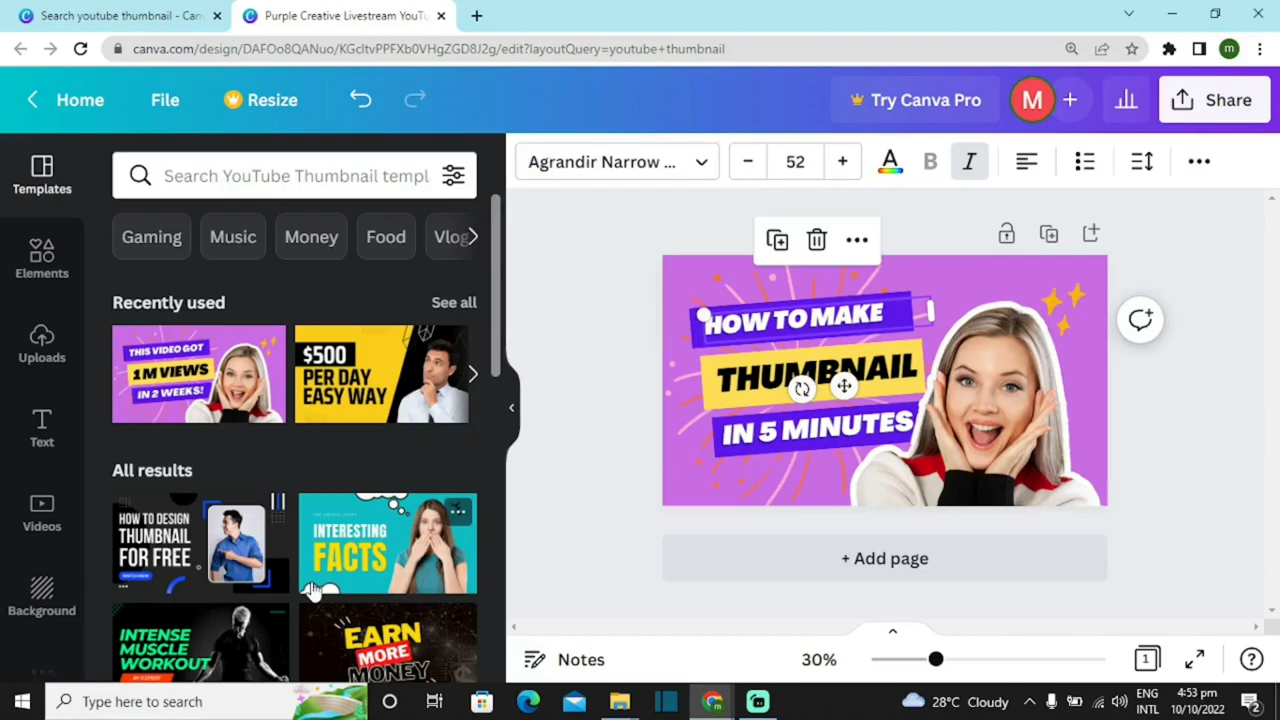 Search youtube thumbnail - Can
Purple Creative Livestream YouTu
canva.com/design/DAFOo8QANuo/KGcltvPPFXb0VHgZGD8J2g/edit?layoutQuery=youtube+thumbnail
m
Home
File
Resize
Try Canva Pro
M
Share
Templates
Elements
Uploads
Text
Videos
Background
Search YouTube Thumbnail templ
Gaming
Music
Money
Food
Vlog
Recently used
See all
THIS VIDEO GOT
1M VIEWS
IN 2 WEEKS!
$500
PER DAY
EASY WAY
All results
HOW TO DESIGN
THUMBNAIL
FOR FREE
WATCH NOW
INTERESTING
FACTS
INTENSE
MUSCLE
WORKOUT
EARN
MORE
MONEY
Agrandir Narrow ...
52
A
B
I
HOW TO MAKE
THUMBNAIL
IN 5 MINUTES
+ Add page
Notes
30%
1
Type here to search
28°C Cloudy
ENG
INTL
4:53 pm
10/10/2022
2